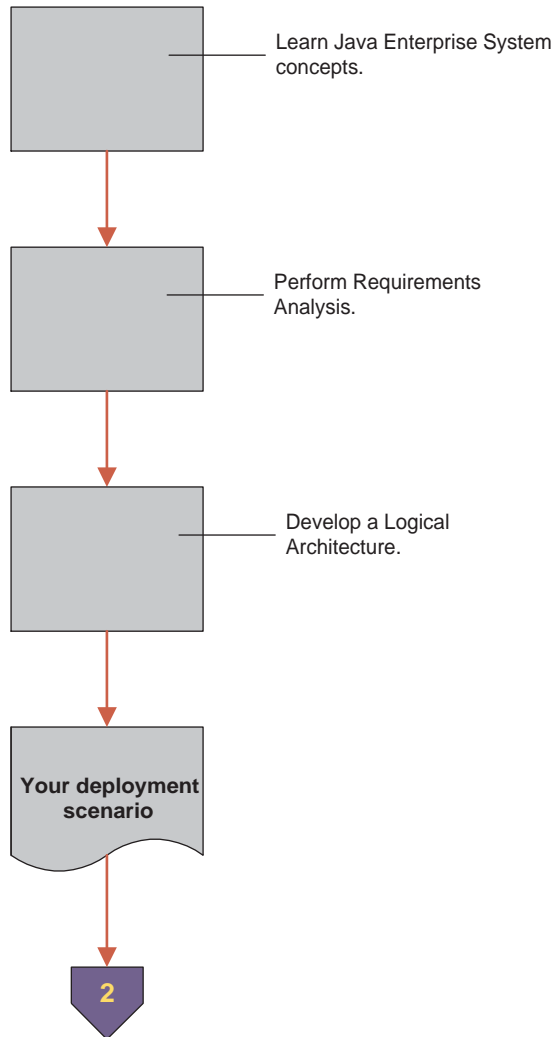 Learn Java Enterprise System
concepts.
Perform Requirements
Analysis.
Develop a Logical
Architecture.
Your deployment
scenario
2